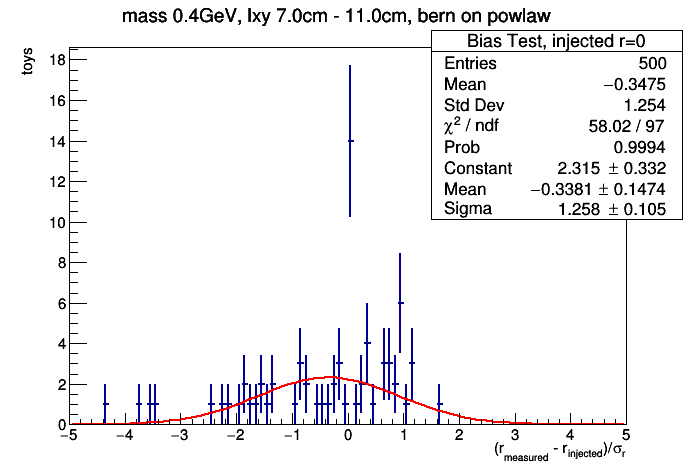 mass 0.4GeV, lxy 7.0cm - 11.0cm, bern on powlaw
toys
Bias Test, injected r=0
Entries 500
Mean −0.3475
Std Dev 1.254
χ² / ndf 58.02 / 97
Prob 0.9994
Constant 2.315 ± 0.332
Mean −0.3381 ± 0.1474
Sigma 1.258 ± 0.105
18
16
14
12
10
8
6
4
2
0
−5 −4 −3 −2 −1 0 1 2 3 4 5
(r_measured - r_injected)/σ_r